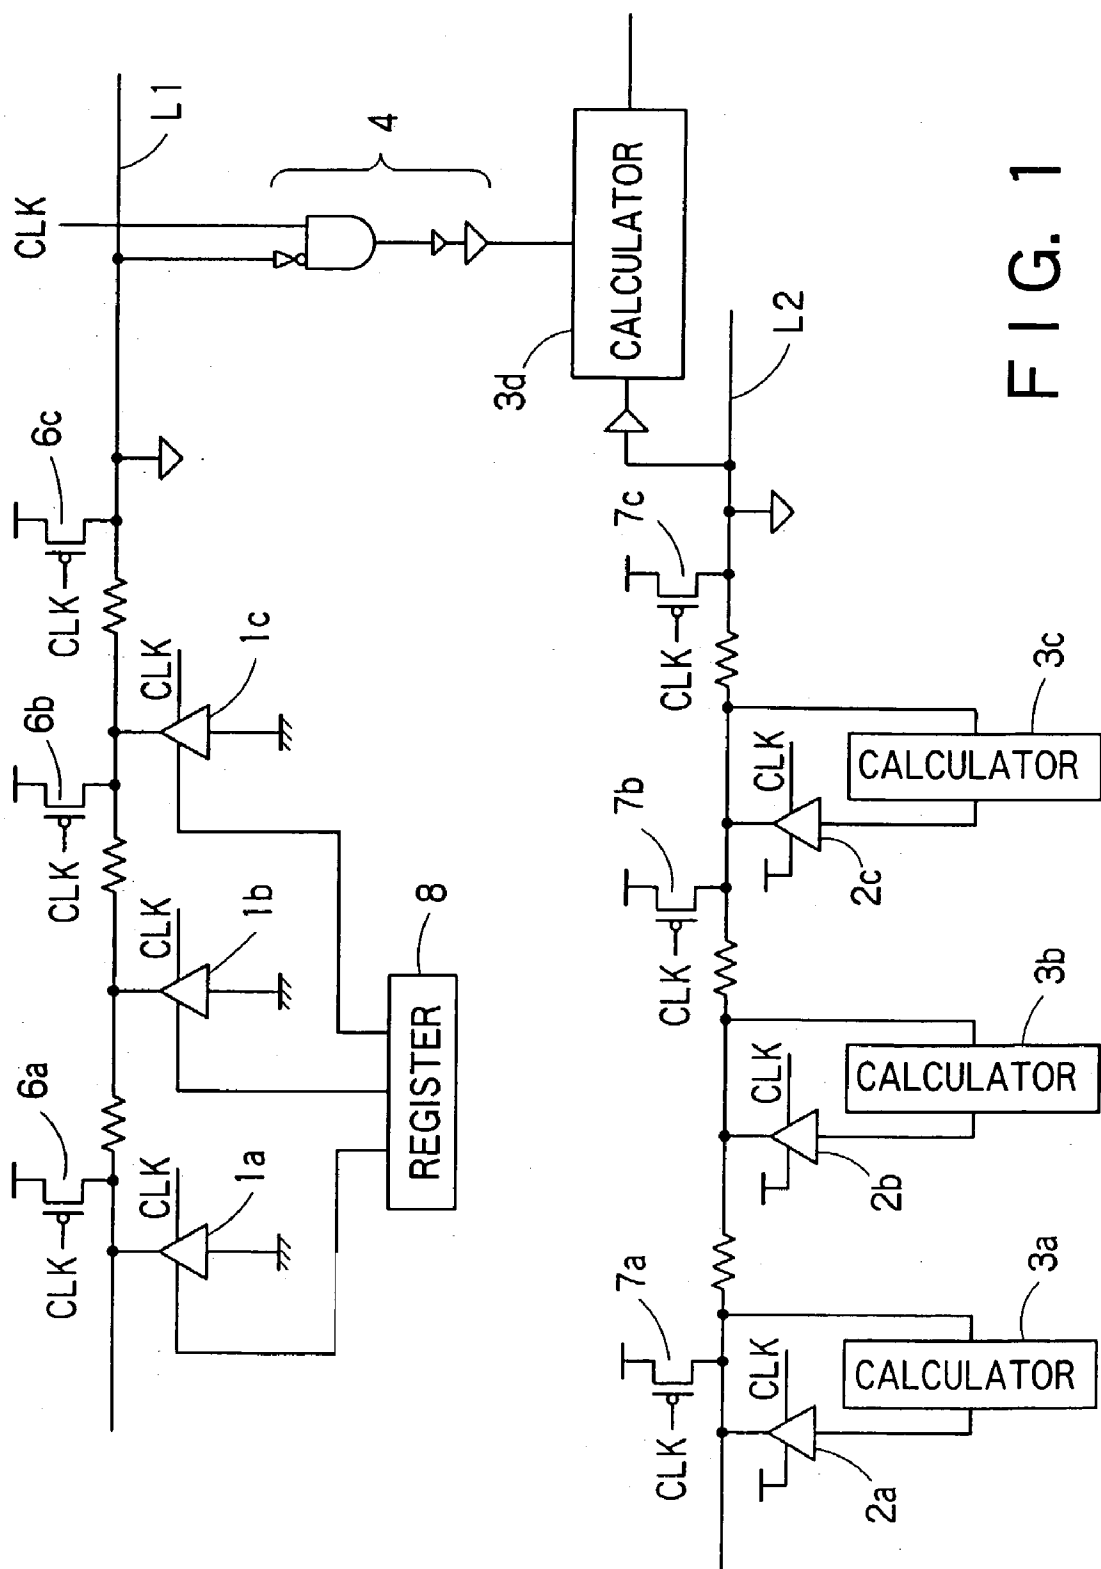 CLK
L1
4
6c
CLK
6b
CLK
CLK
1c
6a
CLK
CLK
1b
CLK
1a
8
REGISTER
3d
CALCULATOR
L2
7c
CLK
7b
CLK
CLK
2c
3c
CALCULATOR
7a
CLK
CLK
2b
3b
CALCULATOR
CLK
2a
3a
CALCULATOR
FIG. 1